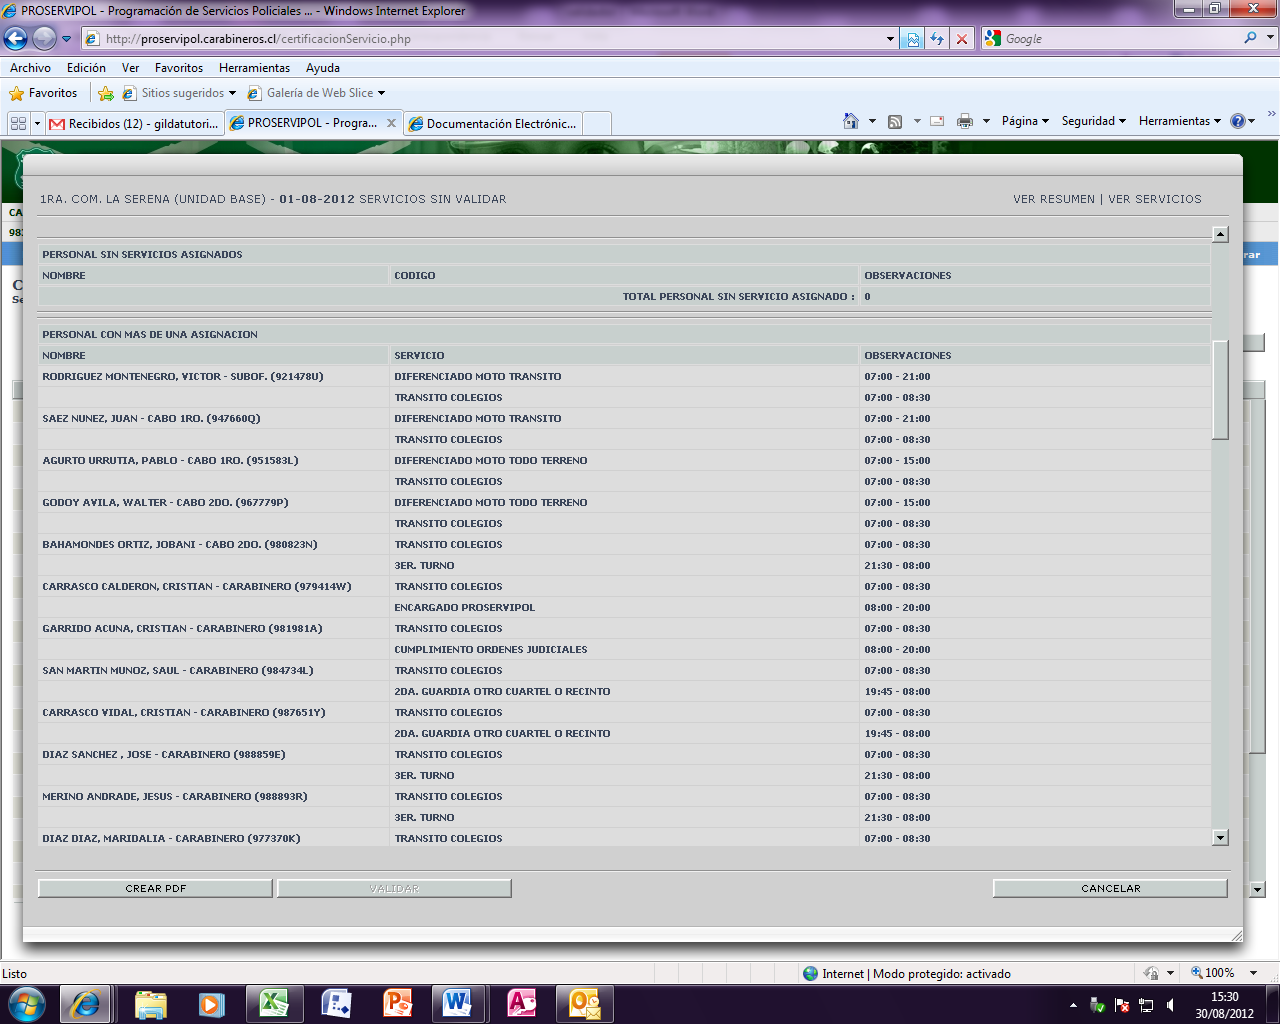 PROSERVIPOL - Programación de Servicios Policiales ... - Windows Internet Explorer
http://proservipol.carabineros.cl/certificacionServicio.php
Google
Archivo Edición Ver Favoritos Herramientas Ayuda
Favoritos Sitios sugeridos Galería de Web Slice
Recibidos (12) - gildatutori... PROSERVIPOL - Progra... X Documentación Electrónic... Página Seguridad Herramientas »
1RA. COM. LA SERENA (UNIDAD BASE) - 01-08-2012 SERVICIOS SIN VALIDAR VER RESUMEN | VER SERVICIOS
CA
98
rar
C
Se
PERSONAL SIN SERVICIOS ASIGNADOS
NOMBRE CODIGO OBSERVACIONES
TOTAL PERSONAL SIN SERVICIO ASIGNADO : 0
PERSONAL CON MAS DE UNA ASIGNACION
NOMBRE SERVICIO OBSERVACIONES
RODRIGUEZ MONTENEGRO, VICTOR - SUBOF. (921478U) DIFERENCIADO MOTO TRANSITO 07:00 - 21:00
TRANSITO COLEGIOS 07:00 - 08:30
SAEZ NUNEZ, JUAN - CABO 1RO. (947660Q) DIFERENCIADO MOTO TRANSITO 07:00 - 21:00
TRANSITO COLEGIOS 07:00 - 08:30
AGURTO URRUTIA, PABLO - CABO 1RO. (951583L) DIFERENCIADO MOTO TODO TERRENO 07:00 - 15:00
TRANSITO COLEGIOS 07:00 - 08:30
GODOY AVILA, WALTER - CABO 2DO. (967779P) DIFERENCIADO MOTO TODO TERRENO 07:00 - 15:00
TRANSITO COLEGIOS 07:00 - 08:30
BAHAMONDES ORTIZ, JOBANI - CABO 2DO. (980823N) TRANSITO COLEGIOS 07:00 - 08:30
3ER. TURNO 21:30 - 08:00
CARRASCO CALDERON, CRISTIAN - CARABINERO (979414W) TRANSITO COLEGIOS 07:00 - 08:30
ENCARGADO PROSERVIPOL 08:00 - 20:00
GARRIDO ACUNA, CRISTIAN - CARABINERO (981981A) TRANSITO COLEGIOS 07:00 - 08:30
CUMPLIMIENTO ORDENES JUDICIALES 08:00 - 20:00
SAN MARTIN MUNOZ, SAUL - CARABINERO (984734L) TRANSITO COLEGIOS 07:00 - 08:30
2DA. GUARDIA OTRO CUARTEL O RECINTO 19:45 - 08:00
CARRASCO VIDAL, CRISTIAN - CARABINERO (987651Y) TRANSITO COLEGIOS 07:00 - 08:30
2DA. GUARDIA OTRO CUARTEL O RECINTO 19:45 - 08:00
DIAZ SANCHEZ , JOSE - CARABINERO (988859E) TRANSITO COLEGIOS 07:00 - 08:30
3ER. TURNO 21:30 - 08:00
MERINO ANDRADE, JESUS - CARABINERO (988893R) TRANSITO COLEGIOS 07:00 - 08:30
3ER. TURNO 21:30 - 08:00
DIAZ DIAZ, MARIDALIA - CARABINERO (977370K) TRANSITO COLEGIOS 07:00 - 08:30
CREAR PDF VALIDAR CANCELAR
Listo Internet | Modo protegido: activado 100%
15:30
30/08/2012